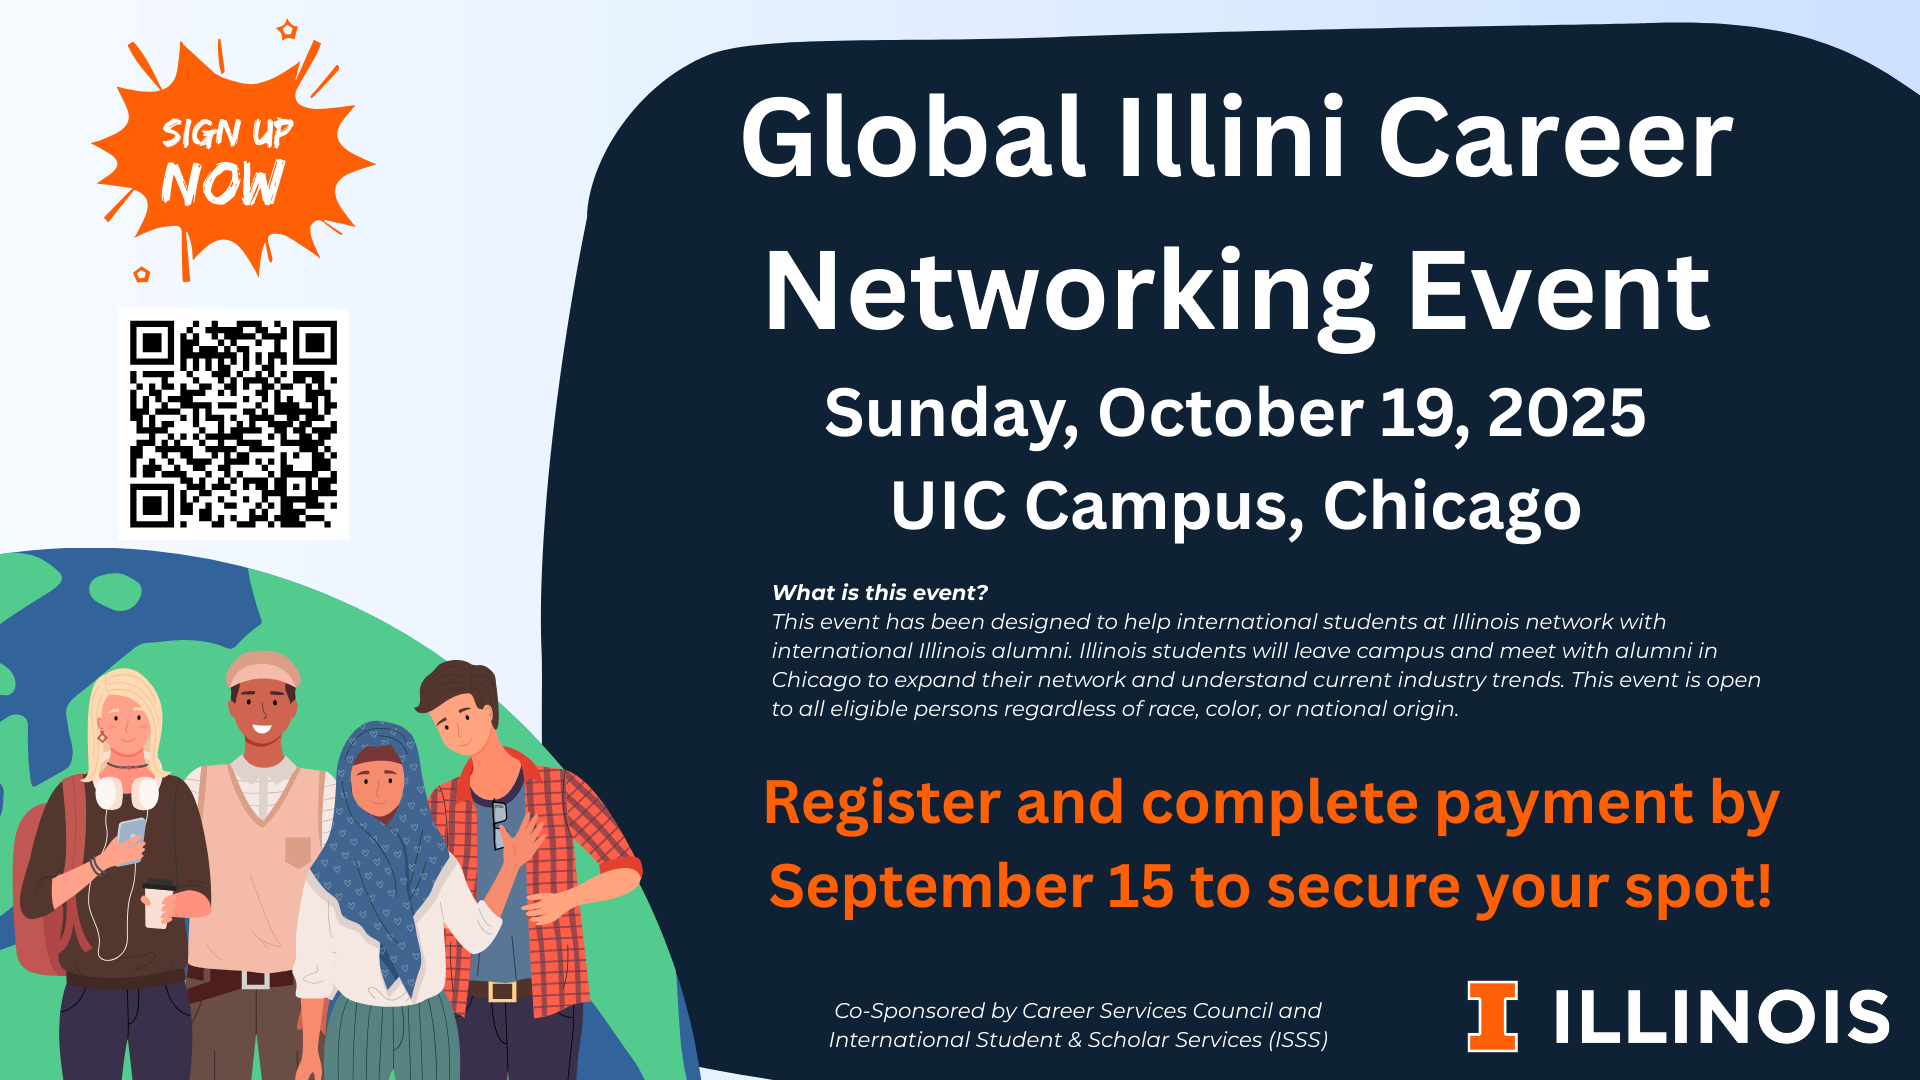 SIGN UP
NOW
Global Illini Career
Networking Event
Sunday, October 19, 2025
UIC Campus, Chicago
What is this event?
This event has been designed to help international students at Illinois network with
international Illinois alumni. Illinois students will leave campus and meet with alumni in
Chicago to expand their network and understand current industry trends. This event is open
to all eligible persons regardless of race, color, or national origin.
Register and complete payment by
September 15 to secure your spot!
Co-Sponsored by Career Services Council and
International Student & Scholar Services (ISSS)
I ILLINOIS